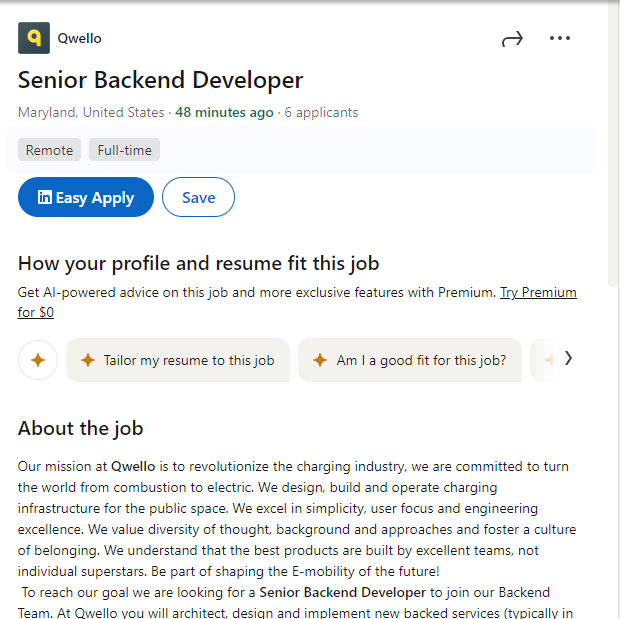 Qwello
Senior Backend Developer
Maryland, United States · 48 minutes ago · 6 applicants
Remote Full-time
in Easy Apply Save
How your profile and resume fit this job
Get AI-powered advice on this job and more exclusive features with Premium. Try Premium
for $0
Tailor my resume to this job Am I a good fit for this job?
About the job
Our mission at Qwello is to revolutionize the charging industry, we are committed to turn
the world from combustion to electric. We design, build and operate charging
infrastructure for the public space. We excel in simplicity, user focus and engineering
excellence. We value diversity of thought, background and approaches and foster a culture
of belonging. We understand that the best products are built by excellent teams, not
individual superstars. Be part of shaping the E-mobility of the future!
To reach our goal we are looking for a Senior Backend Developer to join our Backend
Team. At Qwello you will architect, design and implement new backed services (typically in